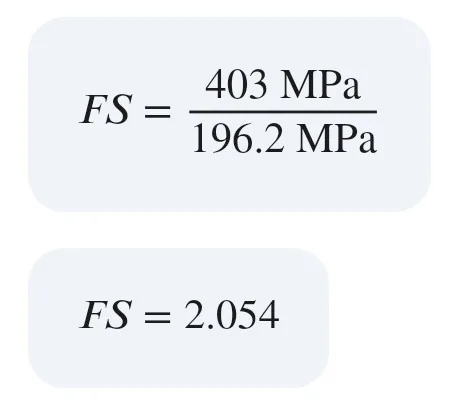 FS = 403 MPa / 196.2 MPa
FS = 2.054